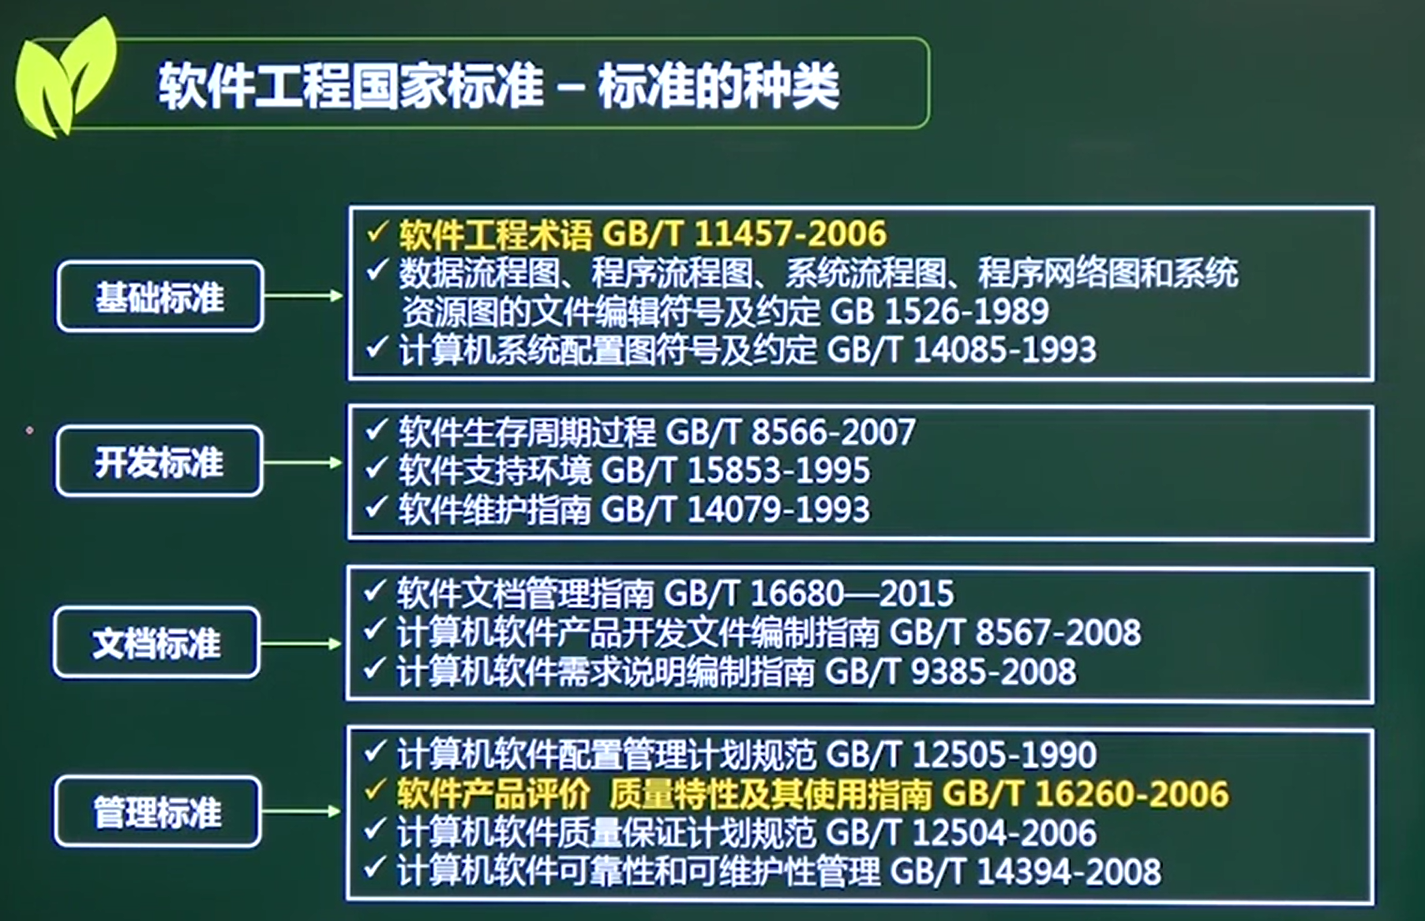 软件工程国家标准 – 标准的种类
基础标准
✓ 软件工程术语 GB/T 11457-2006
✓ 数据流程图、程序流程图、系统流程图、程序网络图和系统
资源图的文件编辑符号及约定 GB 1526-1989
✓ 计算机系统配置图符号及约定 GB/T 14085-1993
开发标准
✓ 软件生存周期过程 GB/T 8566-2007
✓ 软件支持环境 GB/T 15853-1995
✓ 软件维护指南 GB/T 14079-1993
文档标准
✓ 软件文档管理指南 GB/T 16680—2015
✓ 计算机软件产品开发文件编制指南 GB/T 8567-2008
✓ 计算机软件需求说明编制指南 GB/T 9385-2008
管理标准
✓ 计算机软件配置管理计划规范 GB/T 12505-1990
✓ 软件产品评价 质量特性及其使用指南 GB/T 16260-2006
✓ 计算机软件质量保证计划规范 GB/T 12504-2006
✓ 计算机软件可靠性和可维护性管理 GB/T 14394-2008